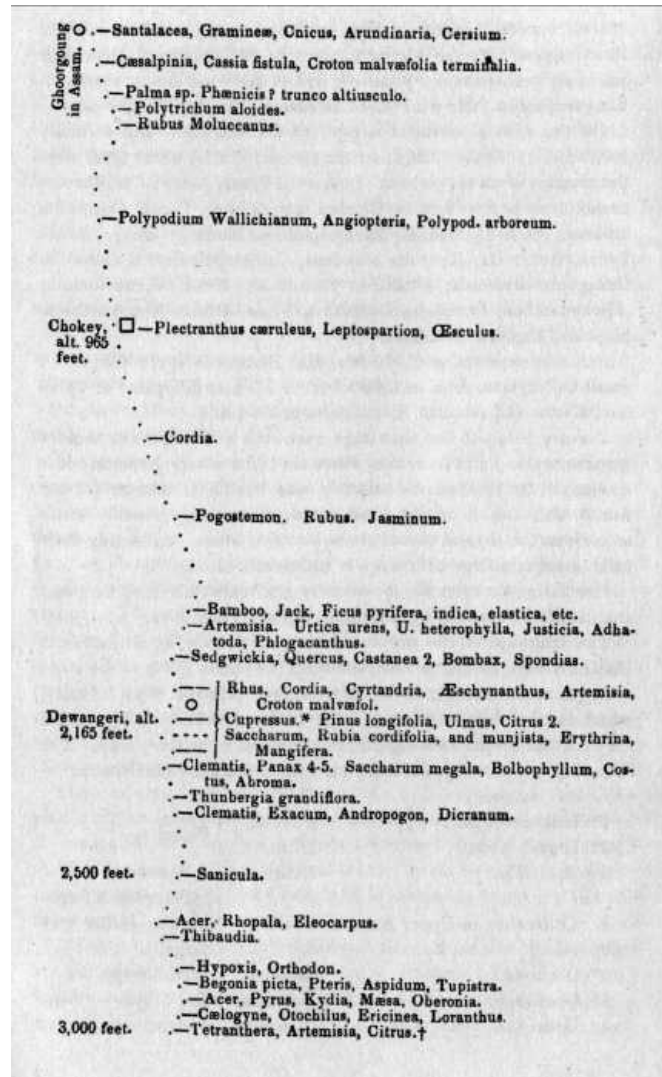 Ghoorgoung in Assam.
—Santalacea, Gramineæ, Cnicus, Arundinaria, Cersium.
—Cæsalpinia, Cassia fistula, Croton malvæfolia terminalia.
—Palma sp. Phœnicis? trunco altiusculo.
—Polytrichum aloides.
—Rubus Moluccanus.
—Polypodium Wallichianum, Angiopteris, Polypod. arboreum.
Chokey, —Plectranthus cæruleus, Leptospartion, Œsculus.
alt. 965
feet.
—Cordia.
—Pogostemon, Rubus. Jasminum.
—Bamboo, Jack, Ficus pyrifera, indica, elastica, etc.
—Artemisia. Urtica urens, U. heterophylla, Justicia, Adha-
toda, Phlogacanthus.
—Sedgwickia, Quercus, Castanea 2, Bombax, Spondias.
Rhus, Cordia, Cyrtandria, Æschynanthus, Artemisia,
Croton malvæfol.
Dewangeri, alt. Cupressus.* Pinus longifolia, Ulmus, Citrus 2.
2,165 feet. Saccharum, Rubia cordifolia, and munjista, Erythrina,
Mangifera.
—Clematis, Panax 4-5. Saccharum megala, Bolbophyllum, Cos-
tus, Abroma.
—Thunbergia grandiflora.
—Clematis, Exacum, Andropogon, Dicranum.
2,500 feet. —Sanicula.
—Acer, Rhopala, Eleocarpus.
—Thibaudia.
—Hypoxis, Orthodon.
—Begonia picta, Pteris, Aspidum, Tupistra.
—Acer, Pyrus, Kydia, Mæsa, Oberonia.
—Cælogyne, Otochilus, Ericinea, Loranthus.
3,000 feet. —Tetranthera, Artemisia, Citrus.†